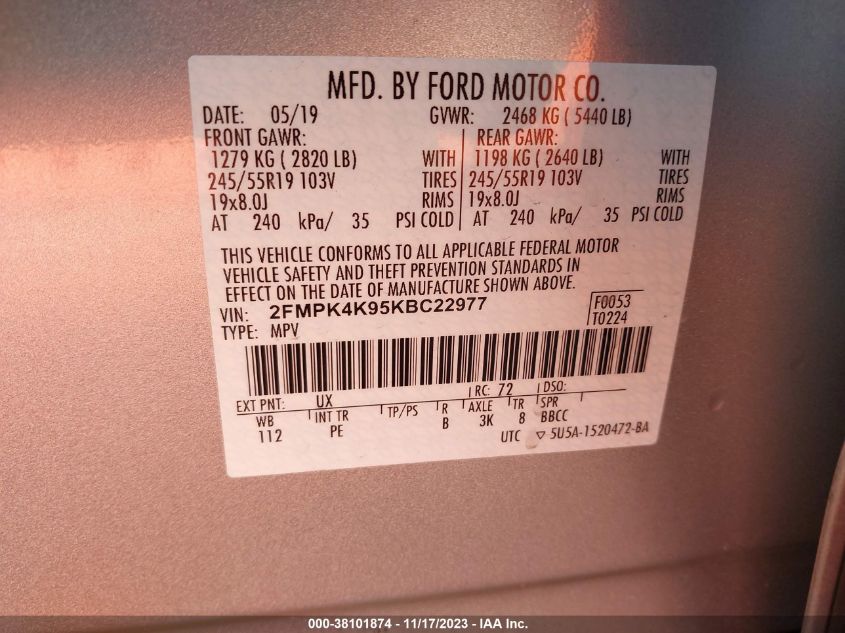 MFD. BY FORD MOTOR CO.
DATE: 05/19 GVWR: 2468 KG ( 5440 LB)
FRONT GAWR: REAR GAWR:
1279 KG ( 2820 LB) WITH 1198 KG ( 2640 LB) WITH
245/55R19 103V TIRES 245/55R19 103V TIRES
19x8.0J RIMS 19x8.0J RIMS
AT 240 kPa/ 35 PSI COLD AT 240 kPa/ 35 PSI COLD
THIS VEHICLE CONFORMS TO ALL APPLICABLE FEDERAL MOTOR
VEHICLE SAFETY AND THEFT PREVENTION STANDARDS IN
EFFECT ON THE DATE OF MANUFACTURE SHOWN ABOVE.
VIN: 2FMPK4K95KBC22977 F0053
TYPE: MPV T0224
EXT PNT: UX RC: 72 DSO:
WB INT TR TP/PS R AXLE TR SPR
112 PE B 3K 8 BBCC
UTC ▽ 5U5A-1520472-BA
000-38101874 - 11/17/2023 - IAA Inc.